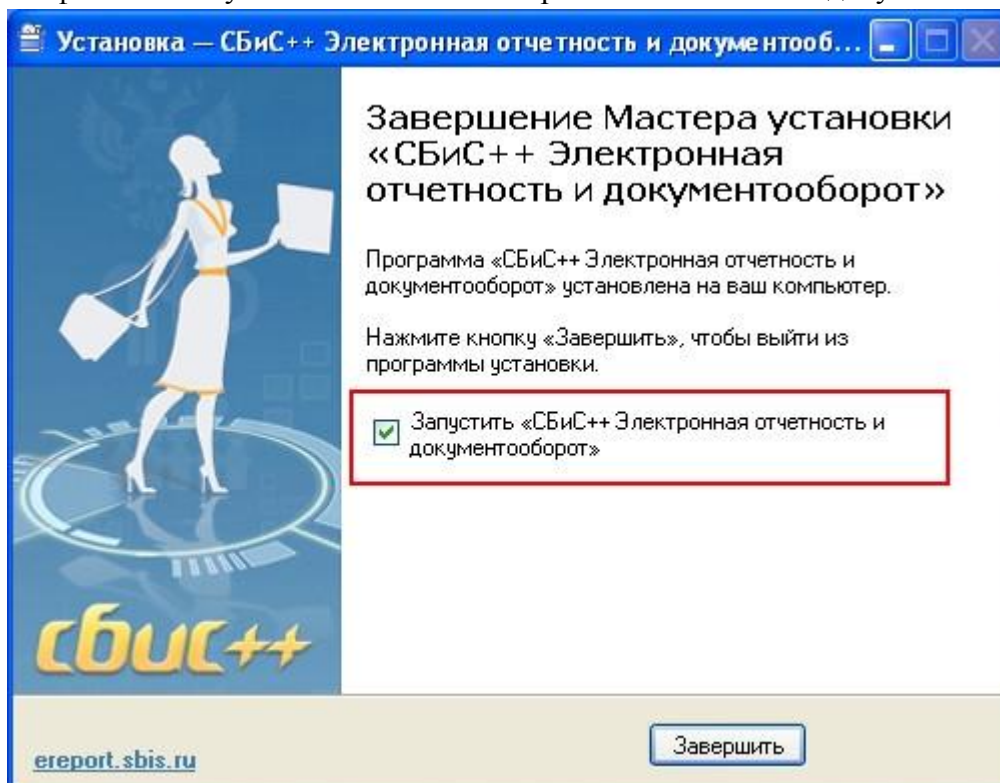 Установка — СБиС++ Электронная отчетность и документооб...
Завершение Мастера установки
«СБиС++ Электронная
отчетность и документооборот»
Программа «СБиС++ Электронная отчетность и
документооборот» установлена на ваш компьютер.
Нажмите кнопку «Завершить», чтобы выйти из
программы установки.
Запустить «СБиС++ Электронная отчетность и
документооборот»
сбис++
ereport.sbis.ru
Завершить